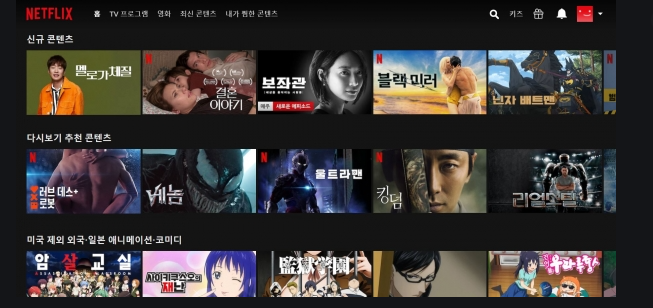 NETFLIX
홈 TV 프로그램 영화 최신 콘텐츠 내가 찜한 콘텐츠
키즈
신규 콘텐츠
멜로가 체질
결혼
이야기
보좌관
매주 새로운 에피소드
블랙 미러
닌자 배트맨
다시보기 추천 콘텐츠
러브 데스+
로봇
베놈
울트라맨
킹덤
리얼 스틸
미국 제외 외국·일본 애니메이션·코미디
암살교실
ASSASSINATION CLASSROOM
사이키 쿠스오의
재난
監獄学園